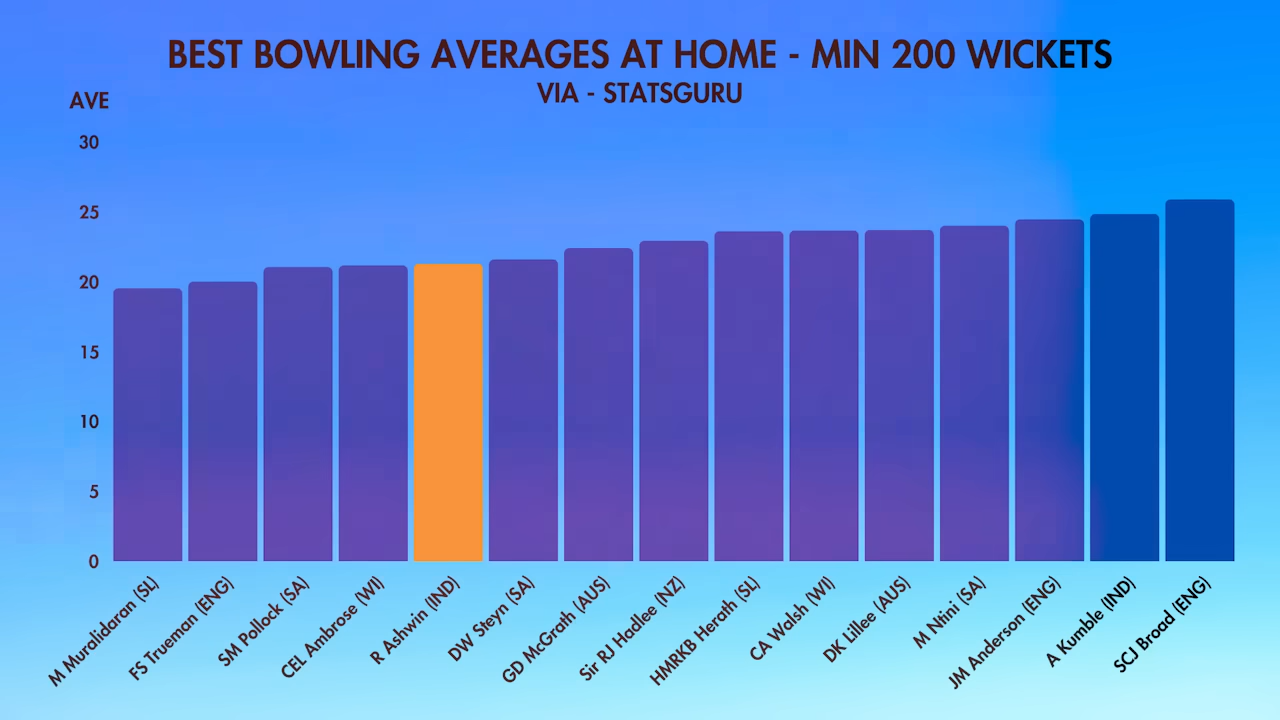 BEST BOWLING AVERAGES AT HOME - MIN 200 WICKETS
VIA - STATSGURU
AVE
30
25
20
15
10
5
0
M Muralidaran (SL)
FS Trueman (ENG)
SM Pollock (SA)
CEL Ambrose (WI)
R Ashwin (IND)
DW Steyn (SA)
GD McGrath (AUS)
Sir RJ Hadlee (NZ)
HMRKB Herath (SL)
CA Walsh (WI)
DK Lillee (AUS)
M Ntini (SA)
JM Anderson (ENG)
A Kumble (IND)
SCJ Broad (ENG)